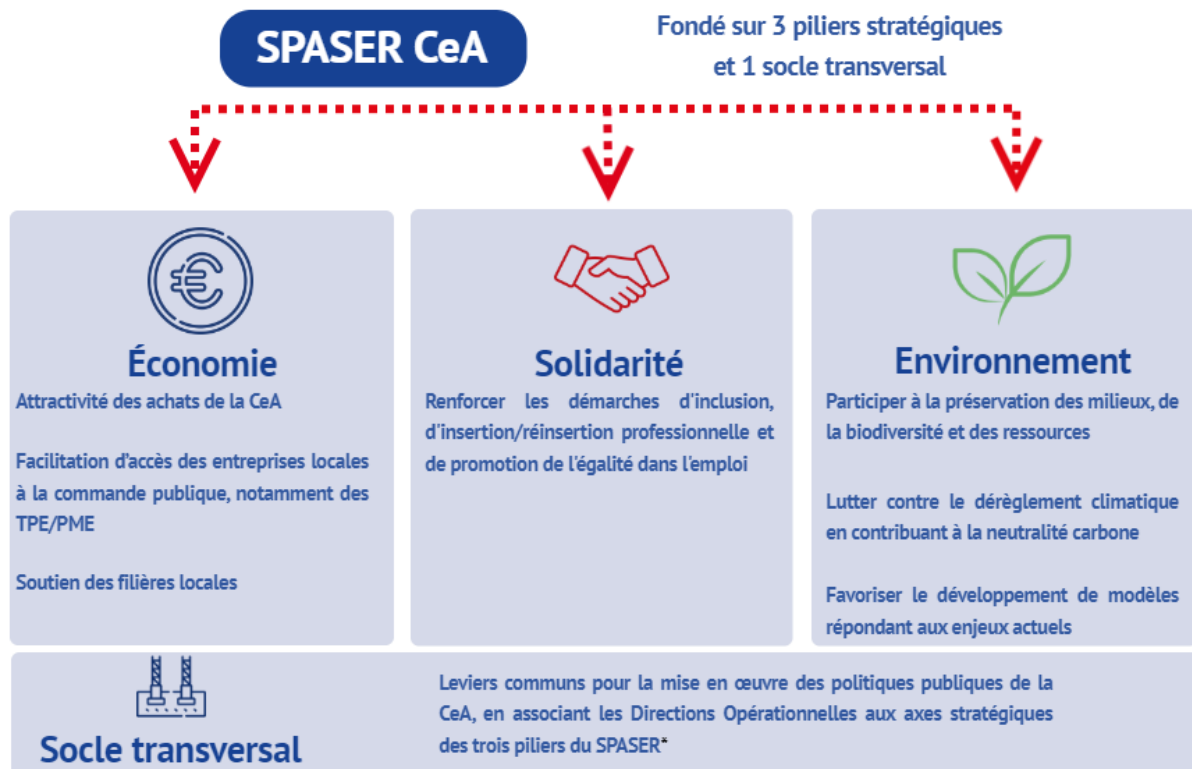 SPASER CeA
Fondé sur 3 piliers stratégiques
et 1 socle transversal
Économie
Attractivité des achats de la CeA
Facilitation d'accès des entreprises locales
à la commande publique, notamment des
TPE/PME
Soutien des filières locales
Solidarité
Renforcer les démarches d'inclusion,
d'insertion/réinsertion professionnelle et
de promotion de l'égalité dans l'emploi
Environnement
Participer à la préservation des milieux, de
la biodiversité et des ressources
Lutter contre le dérèglement climatique
en contribuant à la neutralité carbone
Favoriser le développement de modèles
répondant aux enjeux actuels
Socle transversal
Leviers communs pour la mise en œuvre des politiques publiques de la
CeA, en associant les Directions Opérationnelles aux axes stratégiques
des trois piliers du SPASER*